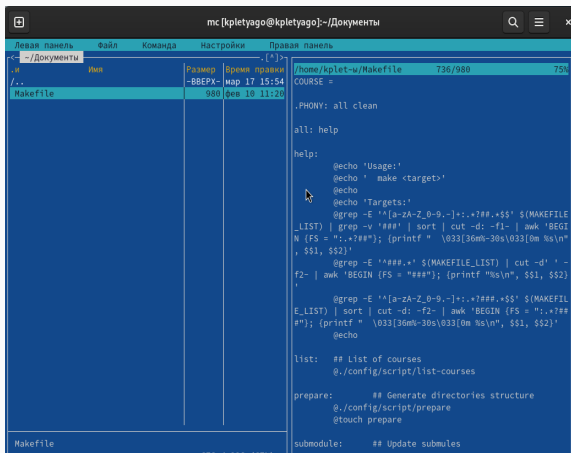 mc [kpletyago@kpletyago]:~/Документы
Левая панель Файл Команда Настройки Правая панель
<— ~/Документы .[^]>
.и Имя Размер Время правки
/.. -ВВЕРХ- мар 17 15:54
Makefile 980 фев 10 11:20
Makefile
/home/kplet-w/Makefile 736/980 75%
COURSE =
.PHONY: all clean
all: help
help:
@echo 'Usage:'
@echo '  make <target>'
@echo
@echo 'Targets:'
@grep -E '^[a-zA-Z_0-9.-]+:.*?##.*$$' $(MAKEFILE
_LIST) | grep -v '###' | sort | cut -d: -f1- | awk 'BEGI
N {FS = ":.*?##"}; {printf "  \033[36m%-30s\033[0m %s\n"
, $$1, $$2}'
@grep -E '^###.*' $(MAKEFILE_LIST) | cut -d' ' -
f2- | awk 'BEGIN {FS = "###"}; {printf "%s\n", $$1, $$2}
'
@grep -E '^[a-zA-Z_0-9.-]+:.*?###.*$$' $(MAKEFIL
E_LIST) | sort | cut -d: -f2- | awk 'BEGIN {FS = ":.*?##
#"}; {printf "  \033[36m%-30s\033[0m %s\n", $$1, $$2}'
@echo
list: ## List of courses
@./config/script/list-courses
prepare: ## Generate directories structure
@./config/script/prepare
@touch prepare
submodule: ## Update submules